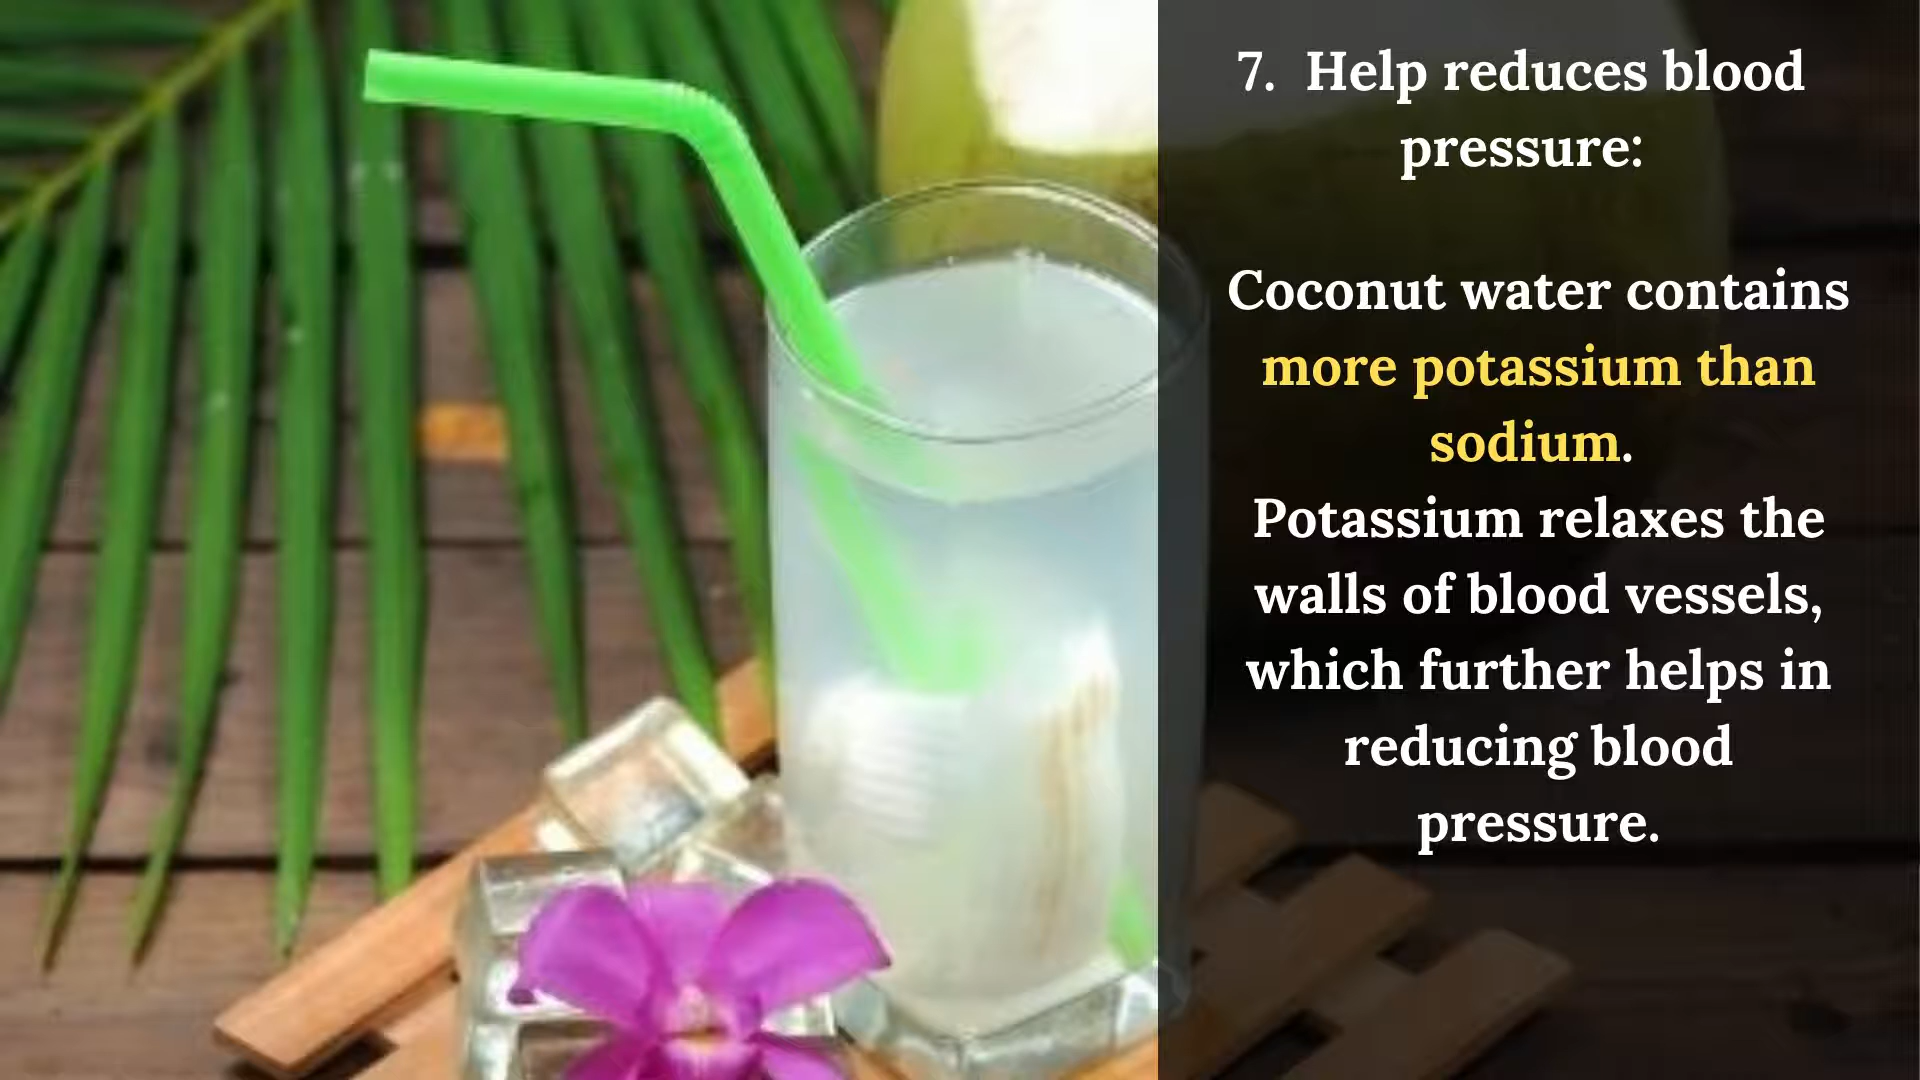 7. Help reduces blood
pressure:
Coconut water contains
more potassium than
sodium.
Potassium relaxes the
walls of blood vessels,
which further helps in
reducing blood
pressure.